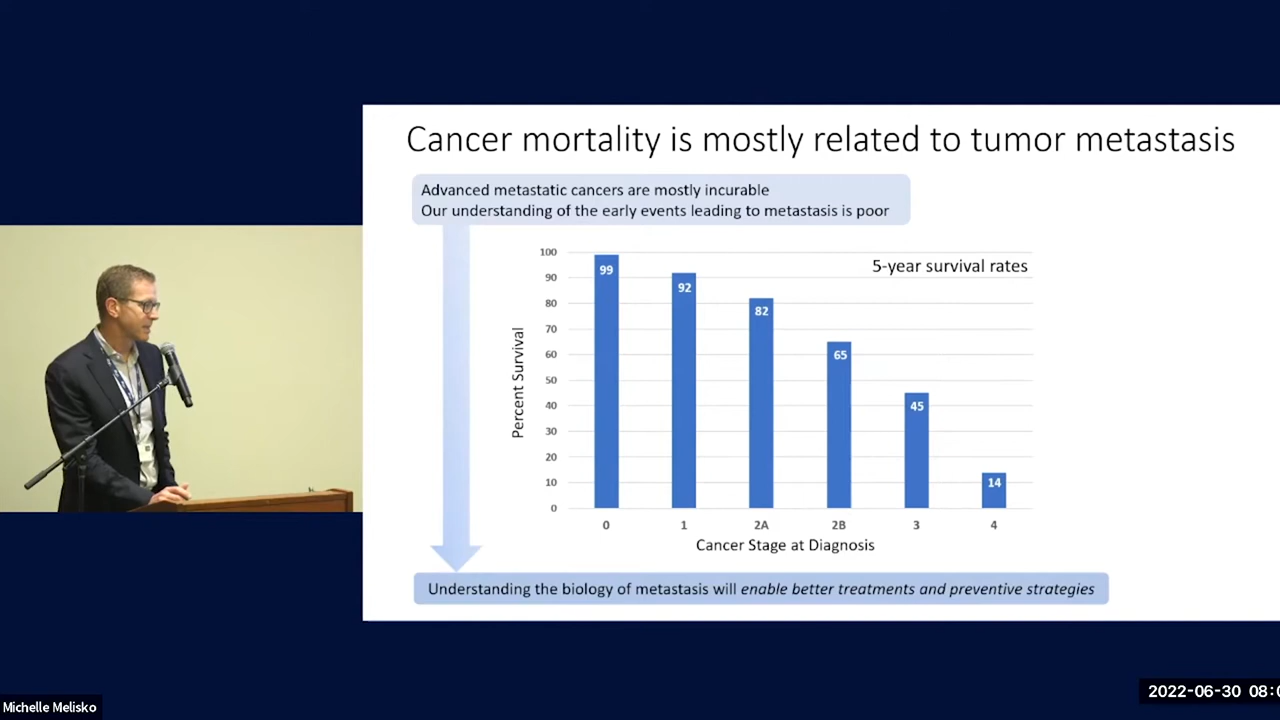 Cancer mortality is mostly related to tumor metastasis
Advanced metastatic cancers are mostly incurable
Our understanding of the early events leading to metastasis is poor
5-year survival rates
Percent Survival
100
90
80
70
60
50
40
30
20
10
0
99
92
82
65
45
14
0 1 2A 2B 3 4
Cancer Stage at Diagnosis
Understanding the biology of metastasis will enable better treatments and preventive strategies
Michelle Melisko
2022-06-30 08:0